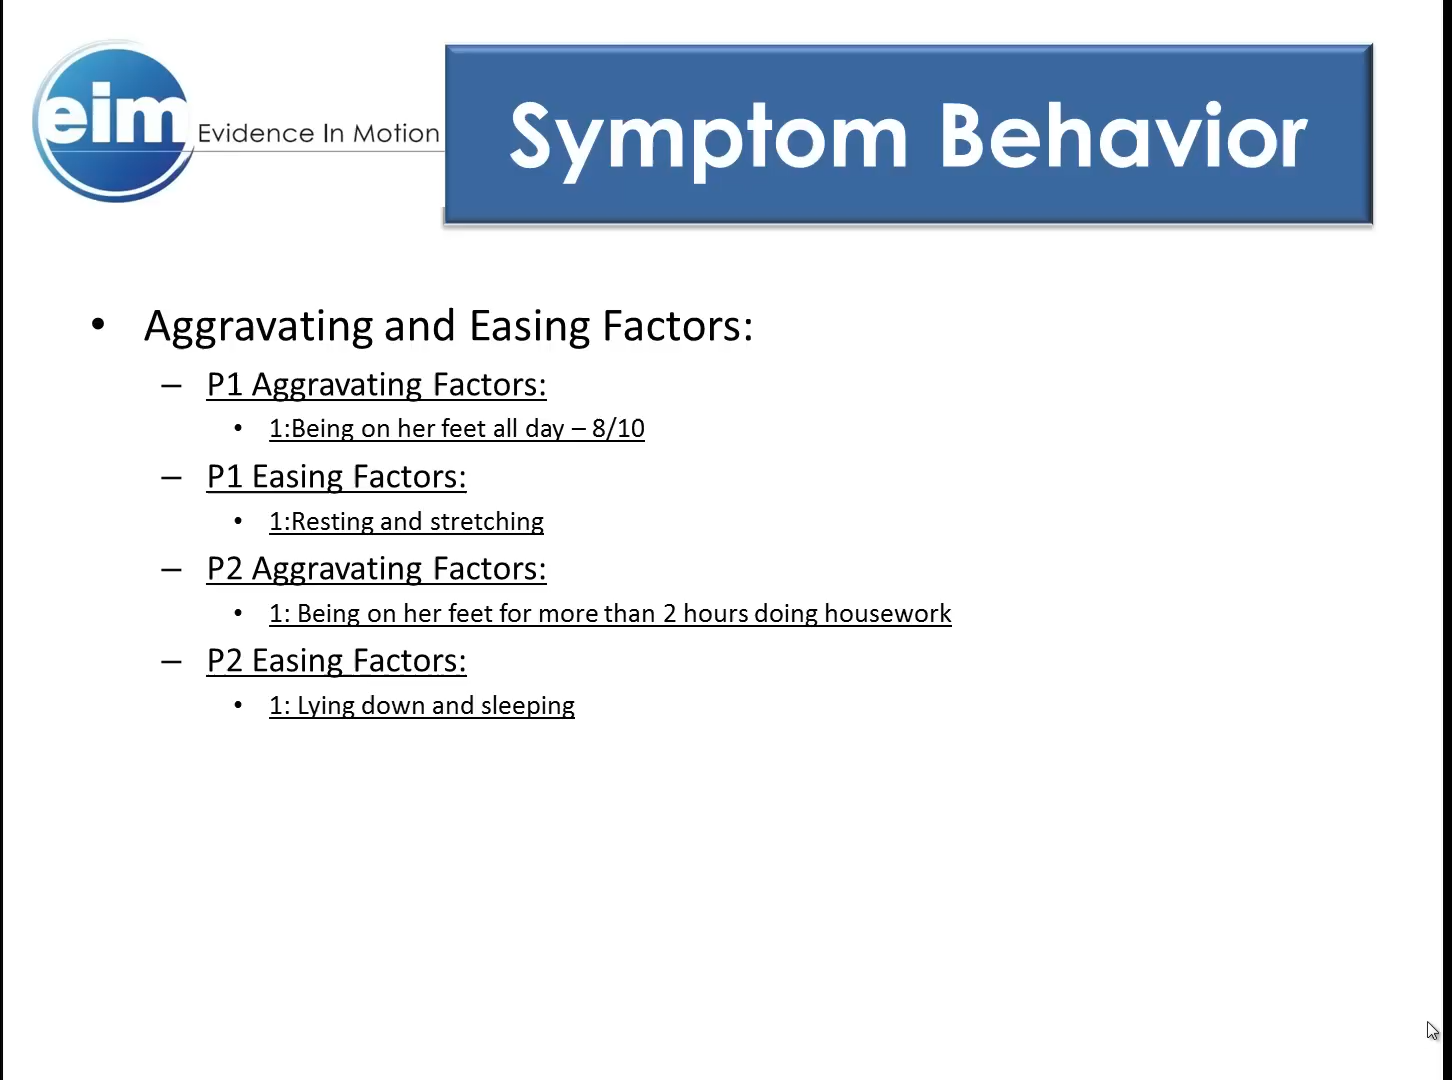 eim
Evidence In Motion
Symptom Behavior
• Aggravating and Easing Factors:
– P1 Aggravating Factors:
• 1:Being on her feet all day – 8/10
– P1 Easing Factors:
• 1:Resting and stretching
– P2 Aggravating Factors:
• 1: Being on her feet for more than 2 hours doing housework
– P2 Easing Factors:
• 1: Lying down and sleeping